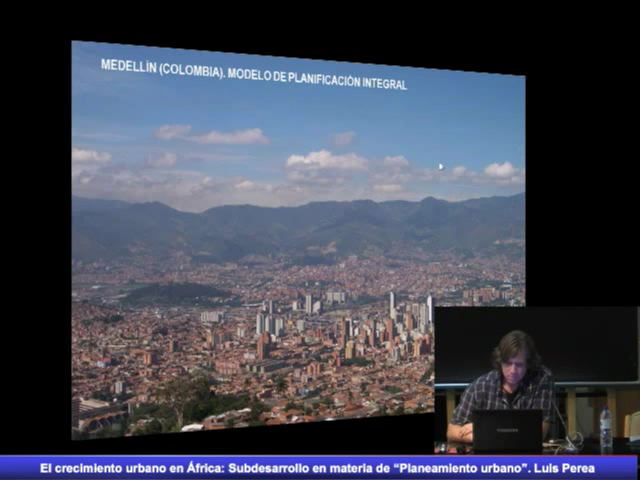 MEDELLÍN (COLOMBIA). MODELO DE PLANIFICACIÓN INTEGRAL
El crecimiento urbano en África: Subdesarrollo en materia de “Planeamiento urbano”. Luis Perea